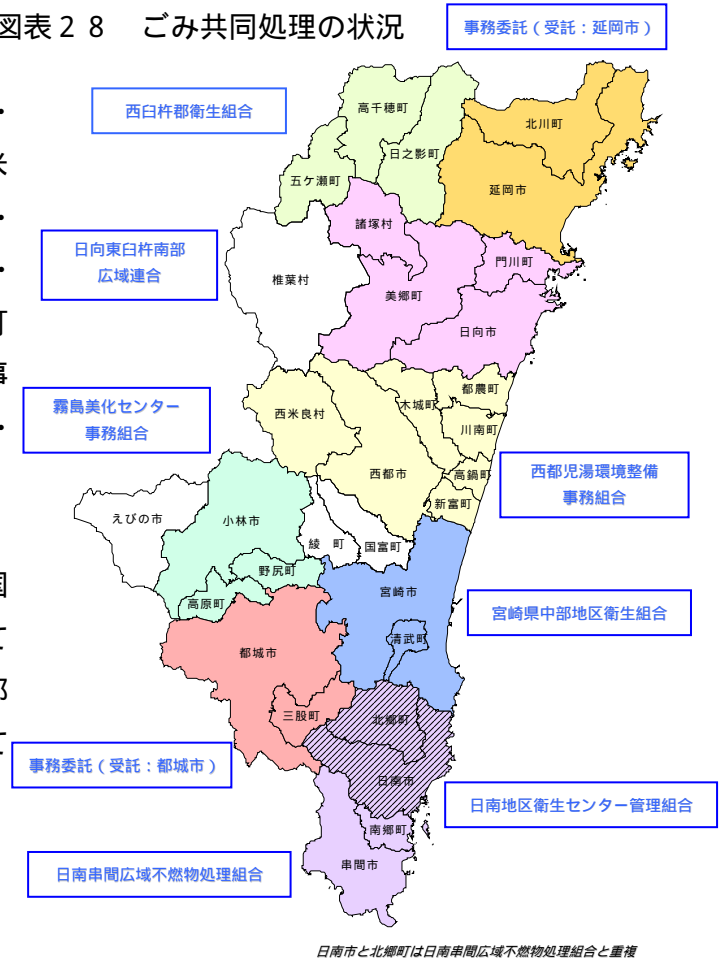 図表２８　ごみ共同処理の状況
事務委託（受託：延岡市）
西臼杵郡衛生組合
高千穂町
北川町
日之影町
五ケ瀬町
延岡市
諸塚村
日向東臼杵南部
広域連合
門川町
椎葉村
美郷町
日向市
霧島美化センター
事務組合
都農町
木城町
西米良村
川南町
西都児湯環境整備
事務組合
西都市
高鍋町
新富町
えびの市
小林市
綾　町
国富町
野尻町
宮崎市
高原町
宮崎県中部地区衛生組合
清武町
都城市
三股町
北郷町
事務委託（受託：都城市）
日南市
日南地区衛生センター管理組合
南郷町
串間市
日南串間広域不燃物処理組合
日南市と北郷町は日南串間広域不燃物処理組合と重複